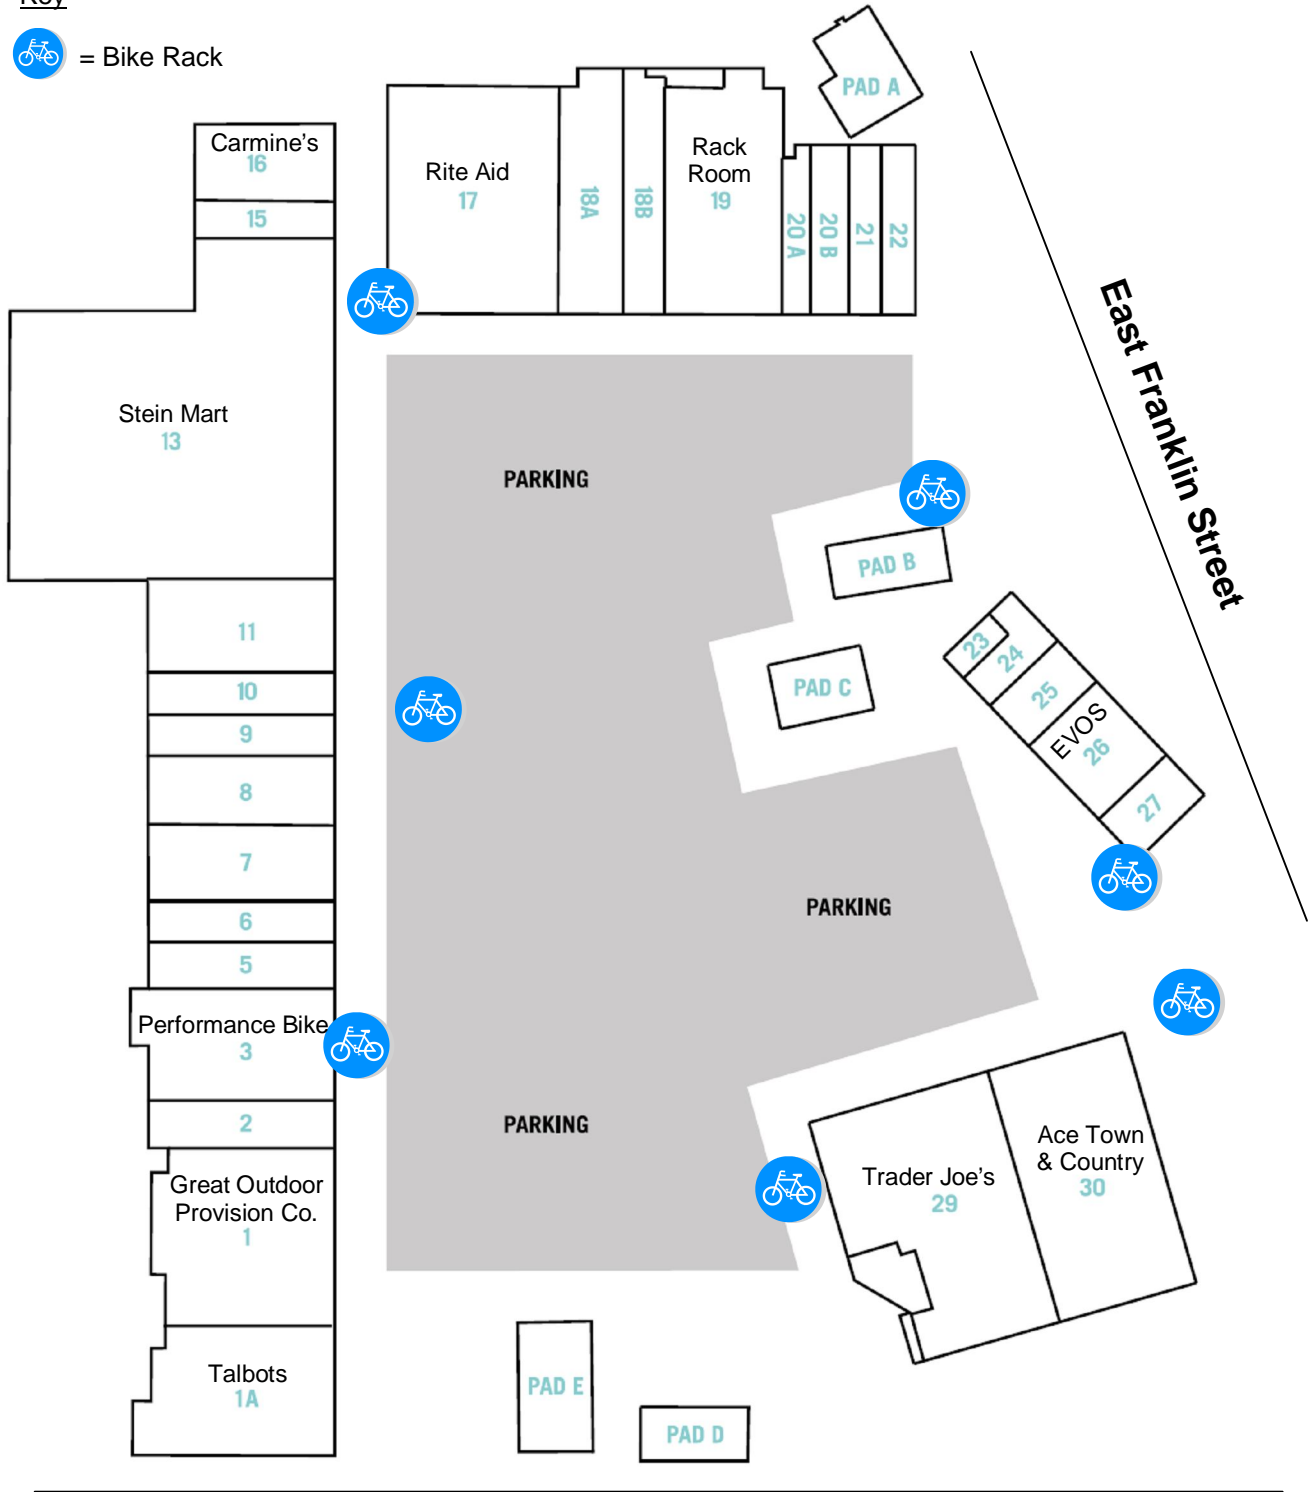 Key
= Bike Rack
PAD A
Carmine's
16
15
Rite Aid
17
18A
18B
Rack
Room
19
20 A
20 B
21
22
East Franklin Street
Stein Mart
13
PARKING
PAD B
11
10
9
8
7
6
5
PAD C
23
24
25
EVOS
26
27
PARKING
Performance Bike
3
2
PARKING
Great Outdoor
Provision Co.
1
Trader Joe's
29
Ace Town
& Country
30
Talbots
1A
PAD E
PAD D